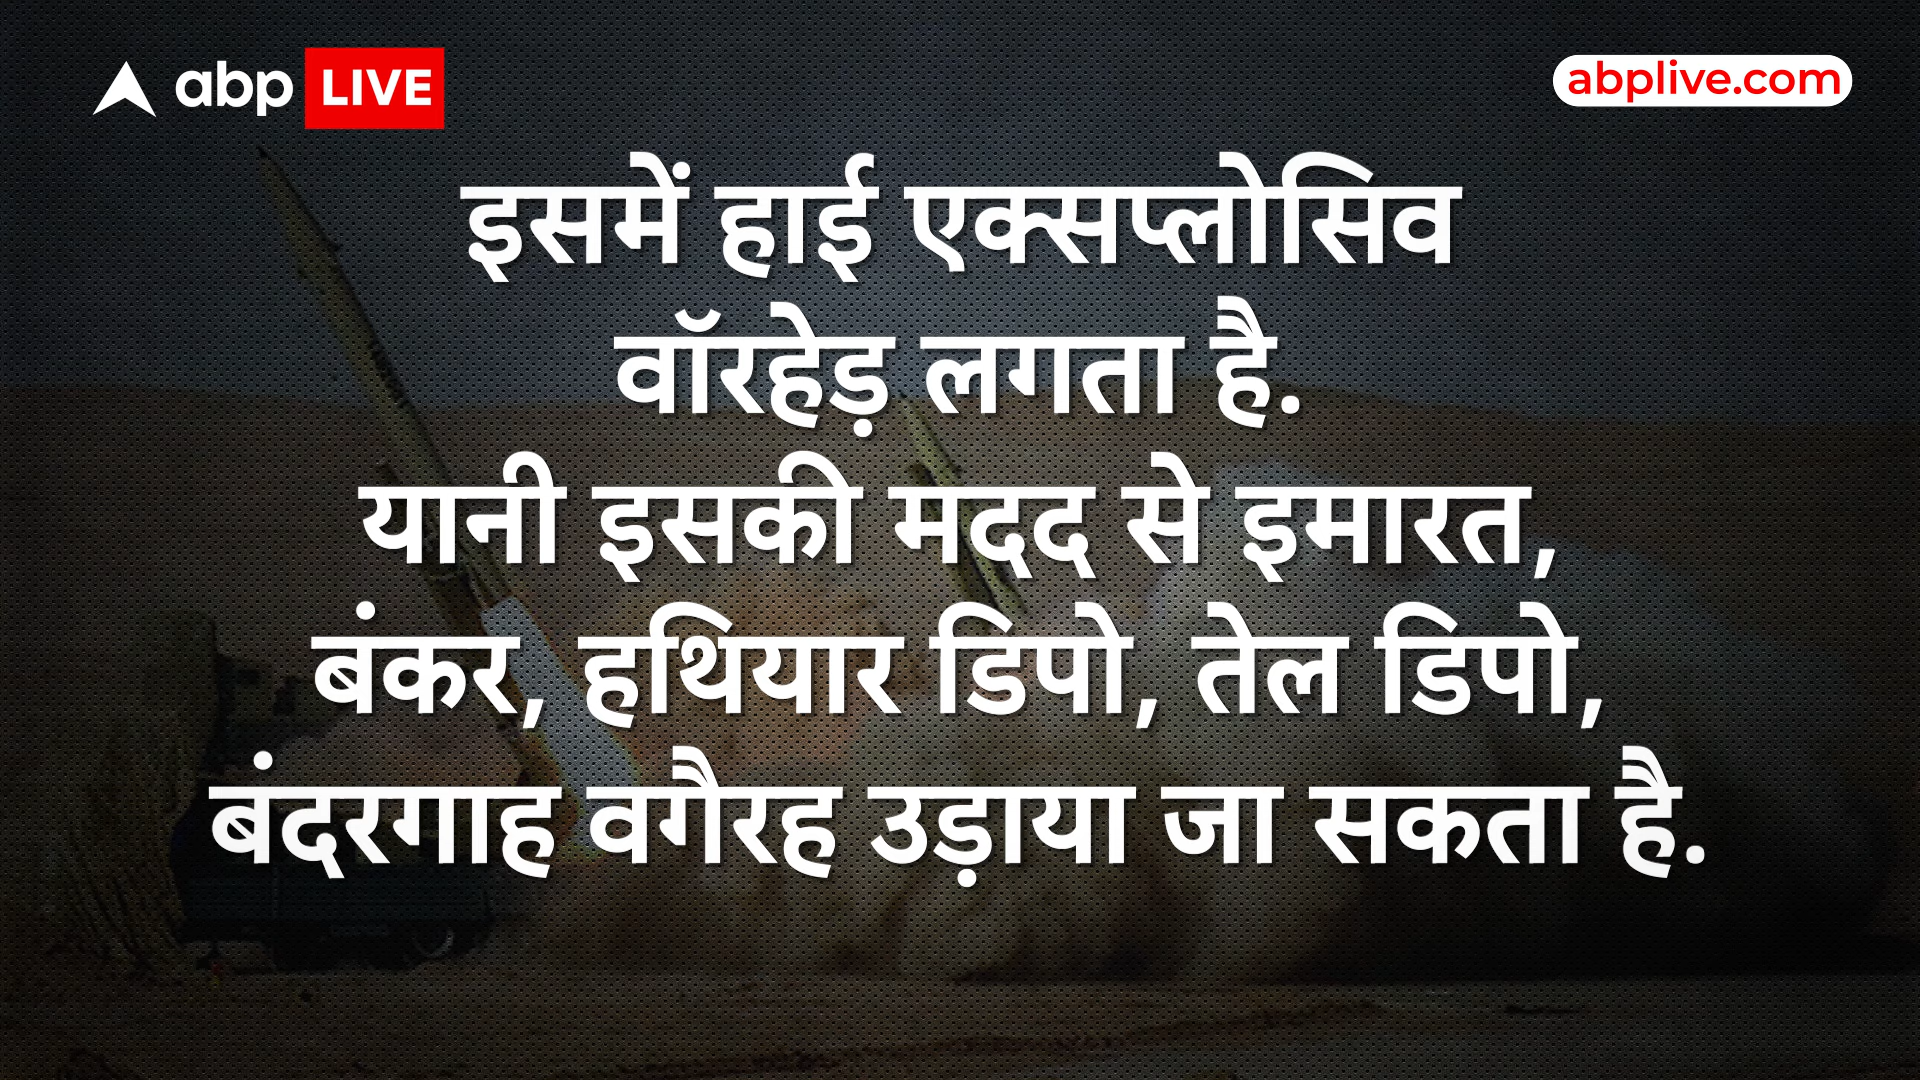 abp LIVE
abplive.com
इसमें हाई एक्सप्लोसिव
वॉरहेड़ लगता है.
यानी इसकी मदद से इमारत,
बंकर, हथियार डिपो, तेल डिपो,
बंदरगाह वगैरह उड़ाया जा सकता है.